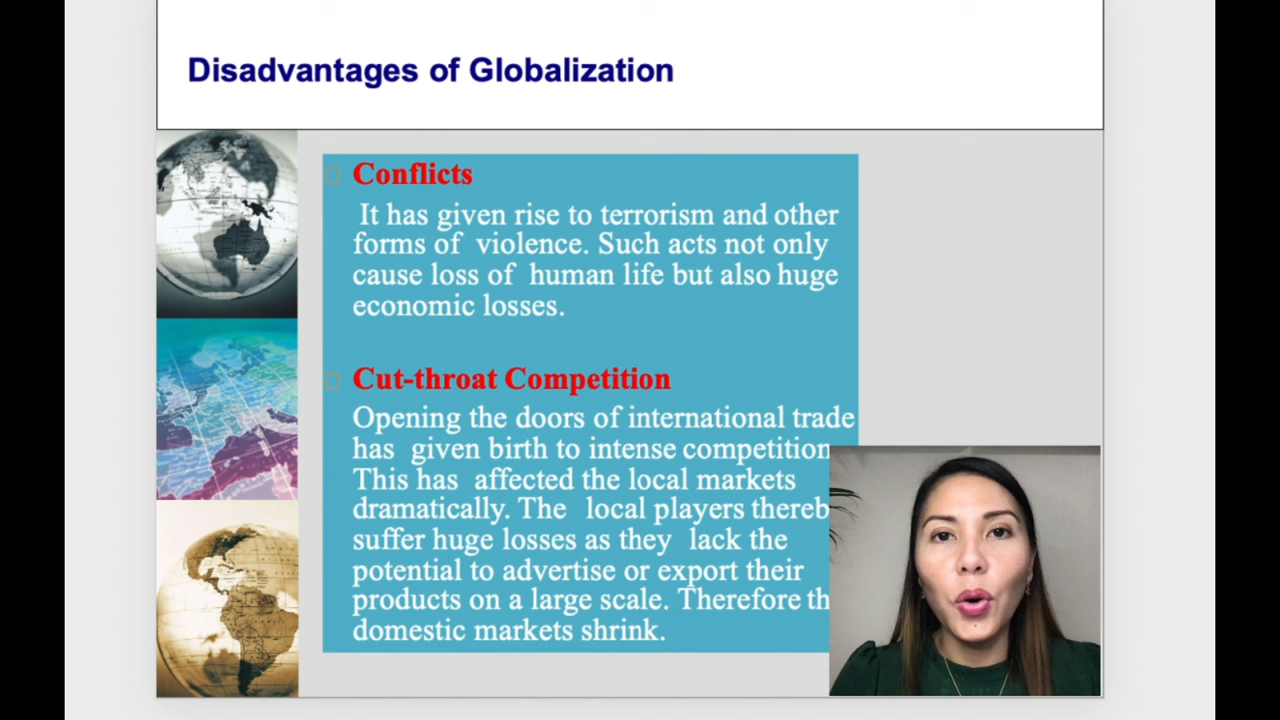 Disadvantages of Globalization
Conflicts
It has given rise to terrorism and other
forms of violence. Such acts not only
cause loss of human life but also huge
economic losses.
Cut-throat Competition
Opening the doors of international trade
has given birth to intense competition
This has affected the local markets
dramatically. The local players thereb
suffer huge losses as they lack the
potential to advertise or export their
products on a large scale. Therefore th
domestic markets shrink.